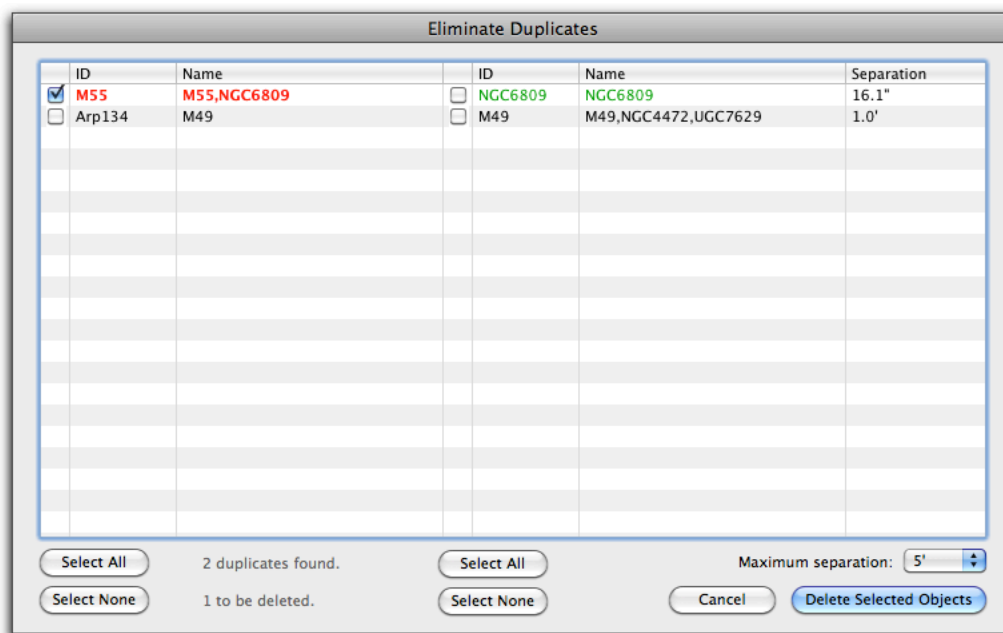 Eliminate Duplicates
ID Name ID Name Separation
M55 M55,NGC6809 NGC6809 NGC6809 16.1"
Arp134 M49 M49 M49,NGC4472,UGC7629 1.0'
Select All 2 duplicates found. Select All Maximum separation: 5'
Select None 1 to be deleted. Select None Cancel Delete Selected Objects